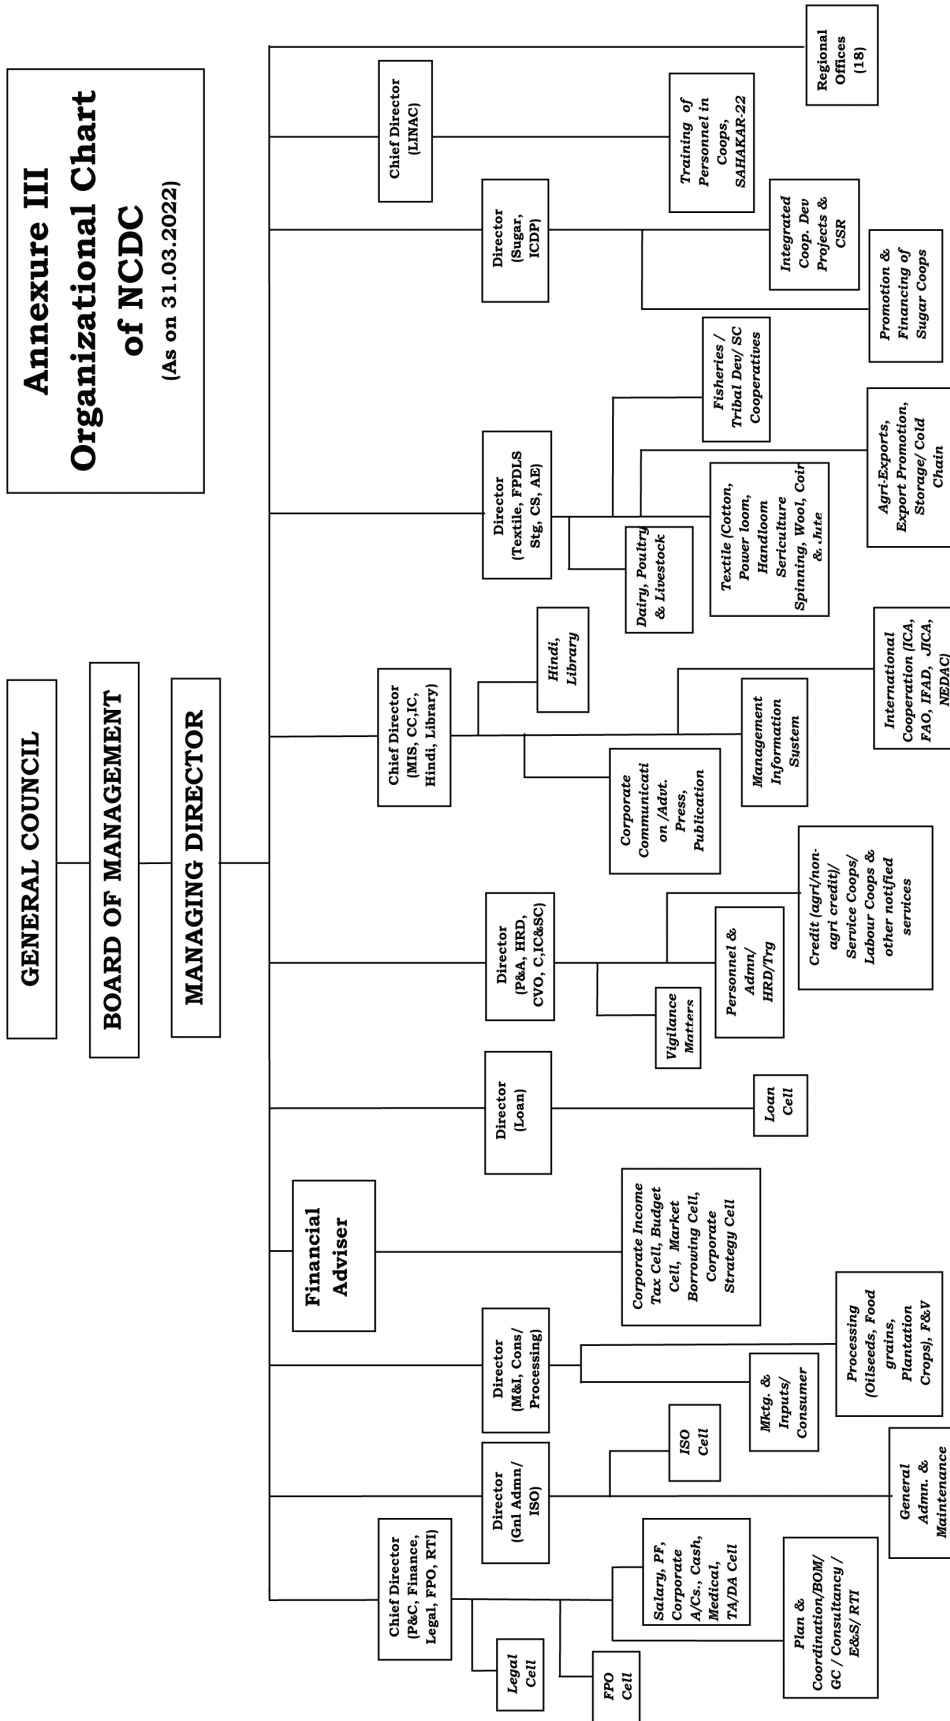 Annexure III
Organizational Chart
of NCDC
(As on 31.03.2022)
GENERAL COUNCIL
BOARD OF MANAGEMENT
MANAGING DIRECTOR
Chief Director
(P&C, Finance,
Legal, FPO, RTI)
Legal
Cell
FPO
Cell
Salary, PF,
Corporate
A/Cs., Cash,
Medical,
TA/DA Cell
Plan &
Coordination/BOM/
GC / Consultancy /
E&S/ RTI
Director
(Gnl Admn/
ISO)
ISO
Cell
General
Admn. &
Maintenance
Director
(M&I, Cons/
Processing)
Mktg. &
Inputs/
Consumer
Processing
(Oilseeds, Food
grains,
Plantation
Crops), F&V
Financial
Adviser
Corporate Income
Tax Cell, Budget
Cell, Market
Borrowing Cell,
Corporate
Strategy Cell
Director
(Loan)
Loan
Cell
Director
(P&A, HRD,
CVO, C,IC&SC)
Vigilance
Matters
Personnel &
Admn/
HRD/Trg
Credit (agri/non-
agri credit)/
Service Coops/
Labour Coops &
other notified
services
Chief Director
(MIS, CC,IC,
Hindi, Library)
Hindi,
Library
Corporate
Communicati
on /Advt.
Press,
Publication
Management
Information
System
International
Cooperation (ICA,
FAO, IFAD, JICA,
NEDAC)
Director
(Textile, FPDLS
Stg, CS, AE)
Dairy, Poultry
& Livestock
Textile (Cotton,
Power loom,
Handloom
Sericulture
Spinning, Wool, Coir
& Jute
Fisheries /
Tribal Dev/ SC
Cooperatives
Agri-Exports,
Export Promotion,
Storage/ Cold
Chain
Director
(Sugar,
ICDP)
Integrated
Coop. Dev
Projects &
CSR
Promotion &
Financing of
Sugar Coops
Chief Director
(LINAC)
Training of
Personnel in
Coops,
SAHAKAR-22
Regional
Offices
(18)